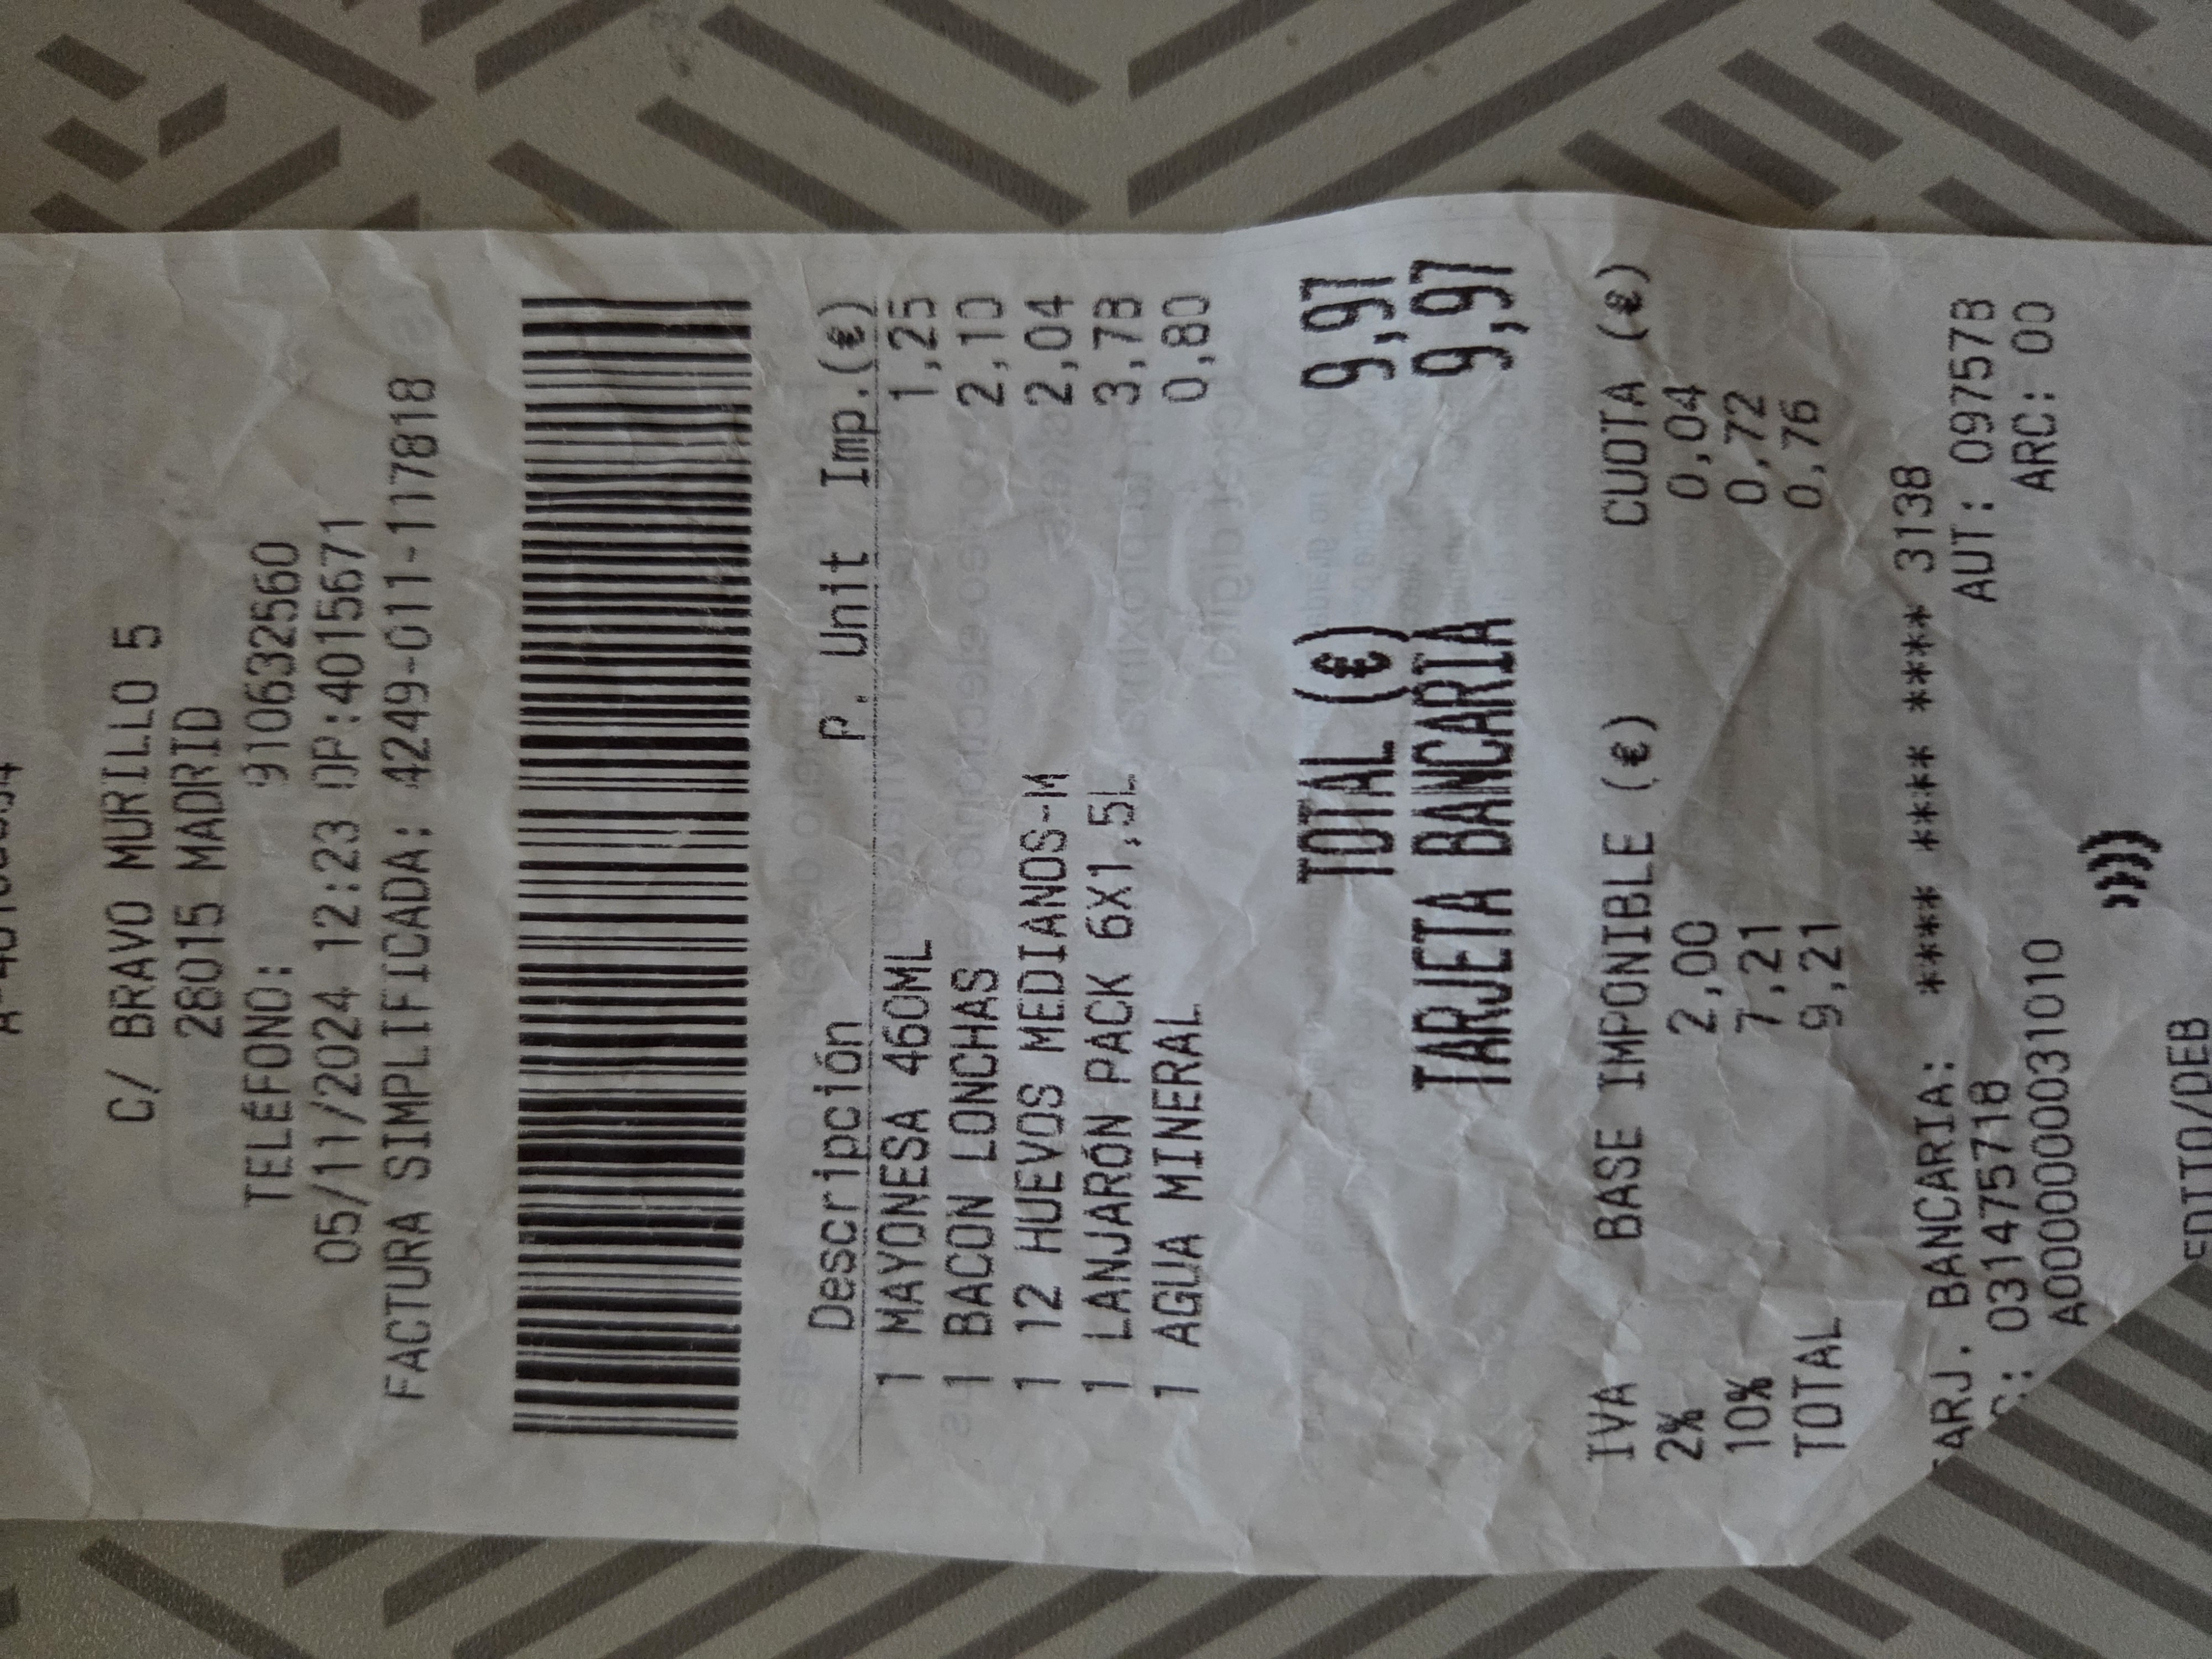 C/ BRAVO MURILLO 5
28015 MADRID
TELÉFONO: 910632560
05/11/2024 12:23 OP:4015671
FACTURA SIMPLIFICADA: 4249-011-117818
Descripción P. Unit Imp.(€)
1 MAYONESA 460ML 1,25
1 BACON LONCHAS 2,10
1 12 HUEVOS MEDIANOS-M 2,04
1 LANJARÓN PACK 6X1,5L 3,78
1 AGUA MINERAL 0,80
TOTAL (€) 9,97
TARJETA BANCARIA 9,97
IVA BASE IMPONIBLE (€) CUOTA (€)
2% 2,00 0,04
10% 7,21 0,72
TOTAL 9,21 0,76
ARJ. BANCARIA: **** **** **** 3138
: 031475718 AUT: 097578
A0000000031010 ARC: 00
EDITO/DEB